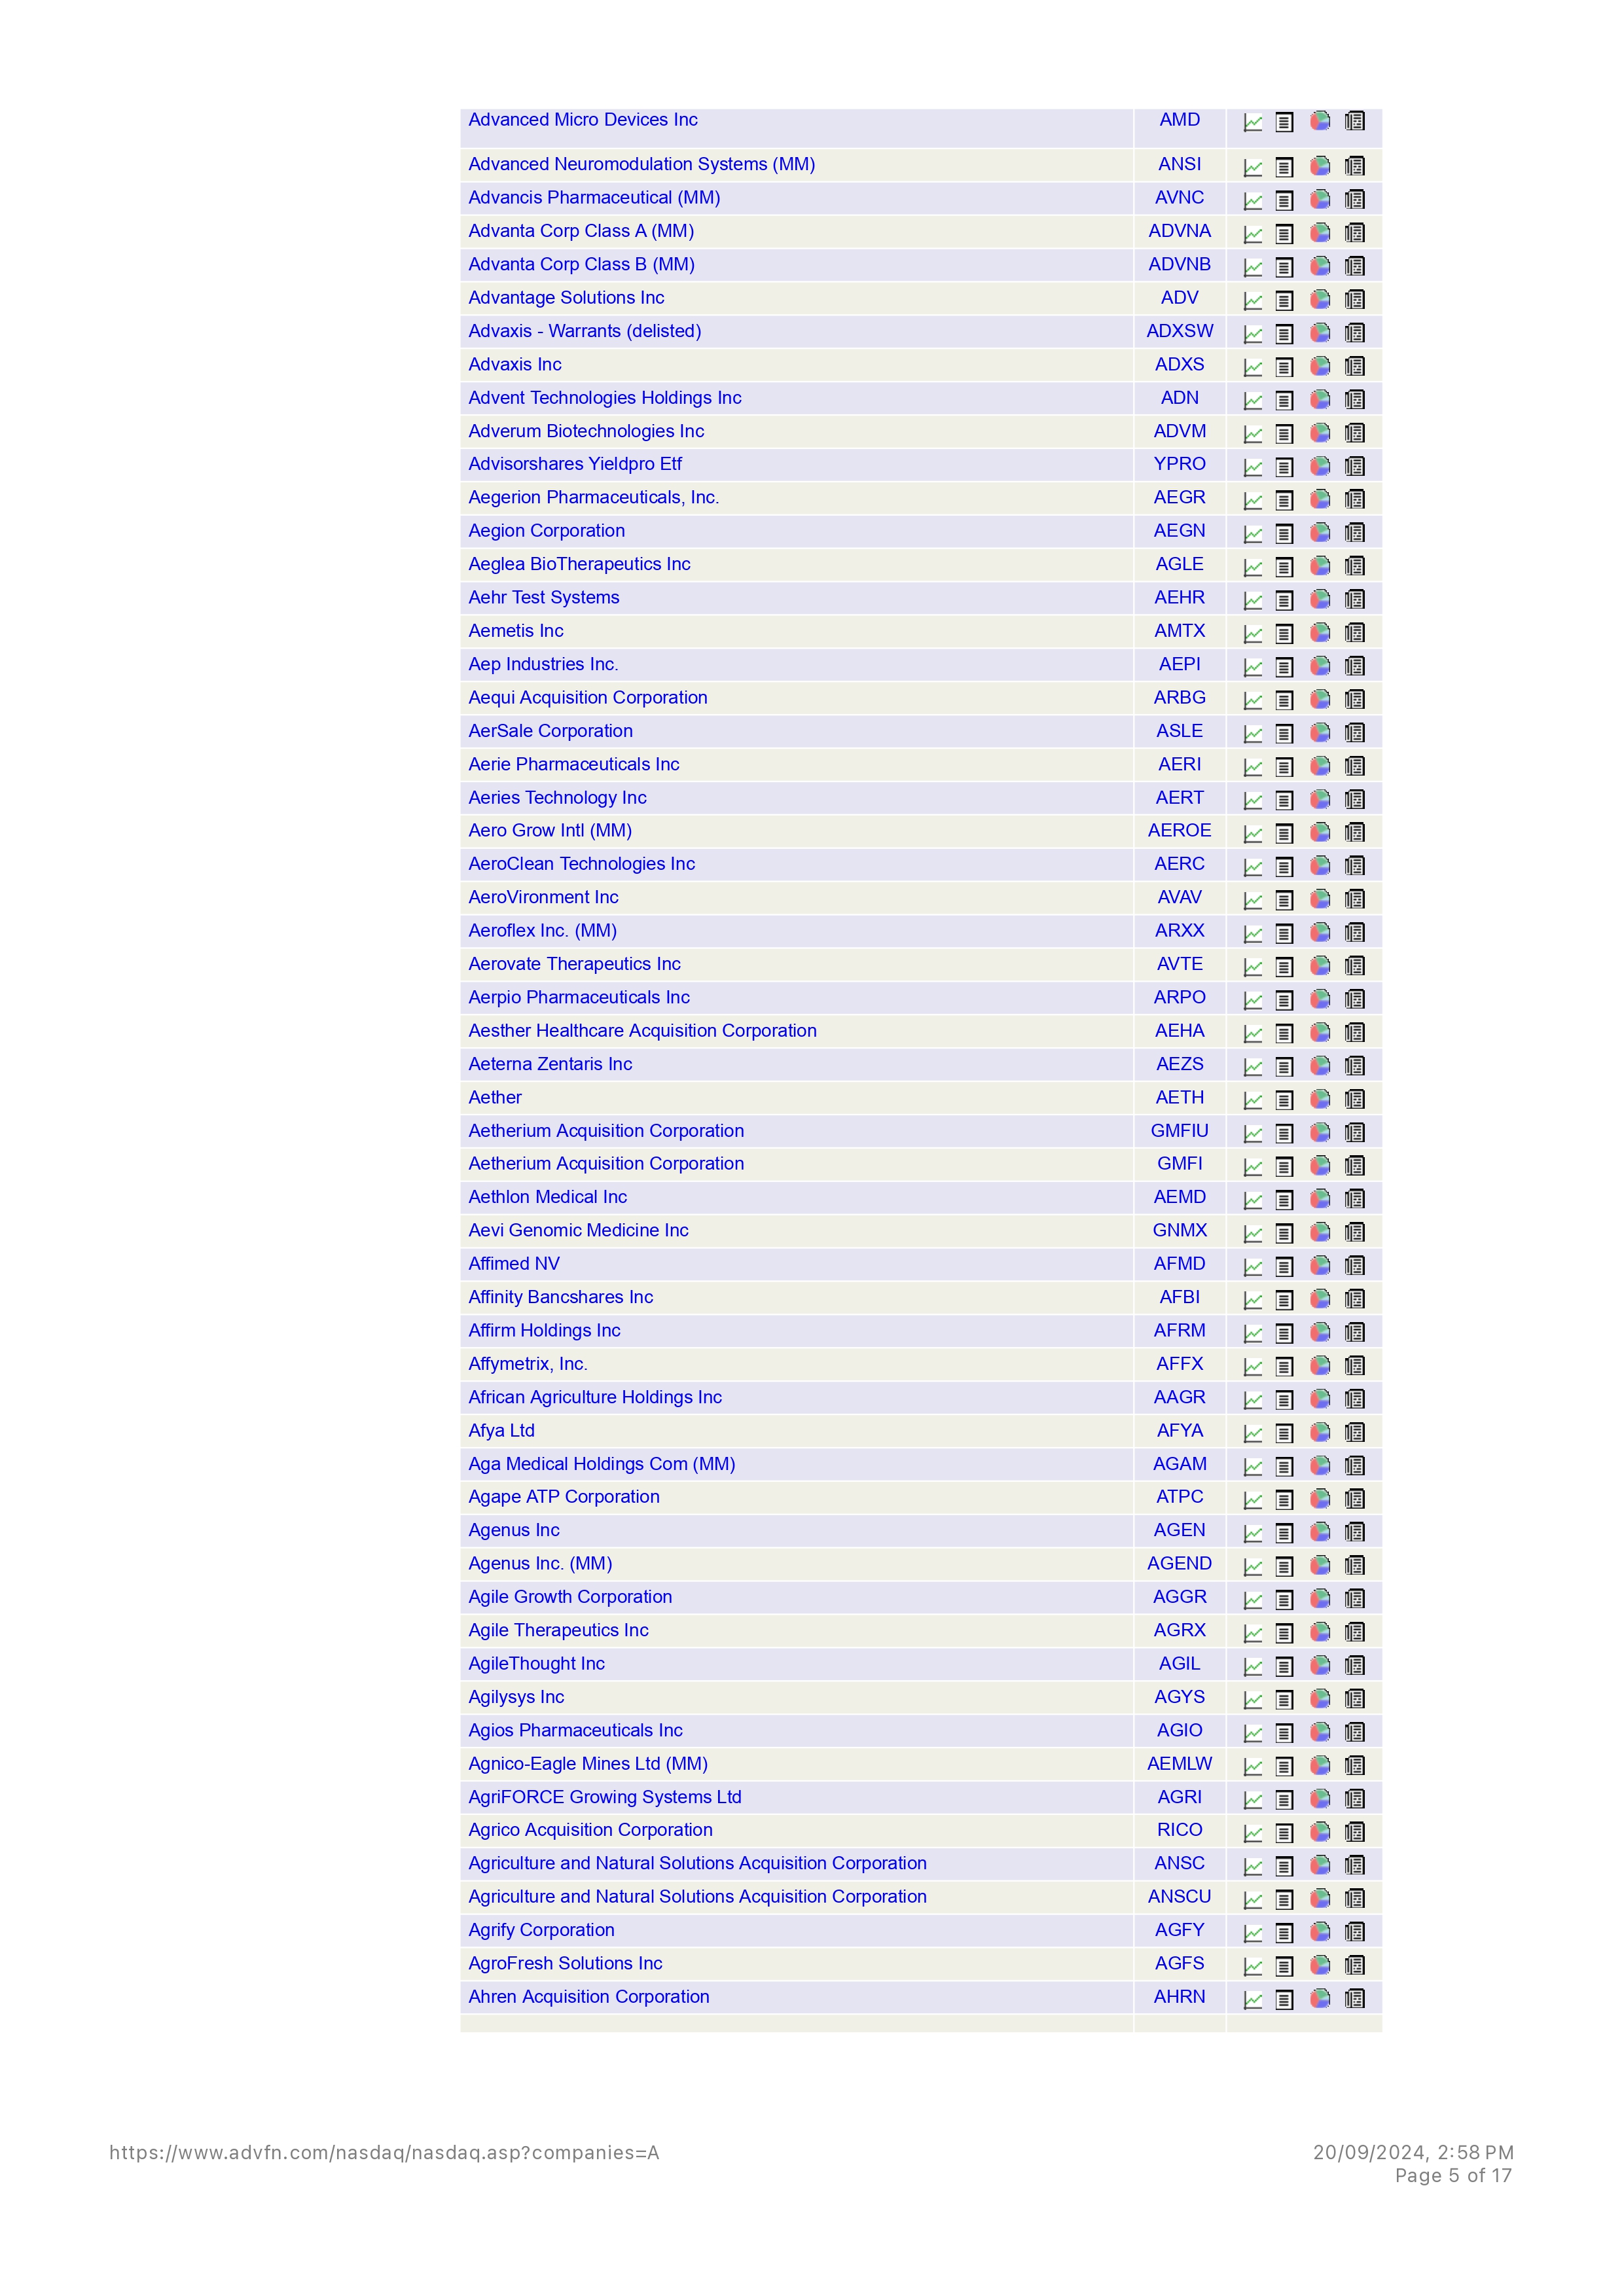 Advanced Micro Devices Inc AMD
Advanced Neuromodulation Systems (MM) ANSI
Advancis Pharmaceutical (MM) AVNC
Advanta Corp Class A (MM) ADVNA
Advanta Corp Class B (MM) ADVNB
Advantage Solutions Inc ADV
Advaxis - Warrants (delisted) ADXSW
Advaxis Inc ADXS
Advent Technologies Holdings Inc ADN
Adverum Biotechnologies Inc ADVM
Advisorshares Yieldpro Etf YPRO
Aegerion Pharmaceuticals, Inc. AEGR
Aegion Corporation AEGN
Aeglea BioTherapeutics Inc AGLE
Aehr Test Systems AEHR
Aemetis Inc AMTX
Aep Industries Inc. AEPI
Aequi Acquisition Corporation ARBG
AerSale Corporation ASLE
Aerie Pharmaceuticals Inc AERI
Aeries Technology Inc AERT
Aero Grow Intl (MM) AEROE
AeroClean Technologies Inc AERC
AeroVironment Inc AVAV
Aeroflex Inc. (MM) ARXX
Aerovate Therapeutics Inc AVTE
Aerpio Pharmaceuticals Inc ARPO
Aesther Healthcare Acquisition Corporation AEHA
Aeterna Zentaris Inc AEZS
Aether AETH
Aetherium Acquisition Corporation GMFIU
Aetherium Acquisition Corporation GMFI
Aethlon Medical Inc AEMD
Aevi Genomic Medicine Inc GNMX
Affimed NV AFMD
Affinity Bancshares Inc AFBI
Affirm Holdings Inc AFRM
Affymetrix, Inc. AFFX
African Agriculture Holdings Inc AAGR
Afya Ltd AFYA
Aga Medical Holdings Com (MM) AGAM
Agape ATP Corporation ATPC
Agenus Inc AGEN
Agenus Inc. (MM) AGEND
Agile Growth Corporation AGGR
Agile Therapeutics Inc AGRX
AgileThought Inc AGIL
Agilysys Inc AGYS
Agios Pharmaceuticals Inc AGIO
Agnico-Eagle Mines Ltd (MM) AEMLW
AgriFORCE Growing Systems Ltd AGRI
Agrico Acquisition Corporation RICO
Agriculture and Natural Solutions Acquisition Corporation ANSC
Agriculture and Natural Solutions Acquisition Corporation ANSCU
Agrify Corporation AGFY
AgroFresh Solutions Inc AGFS
Ahren Acquisition Corporation AHRN
https://www.advfn.com/nasdaq/nasdaq.asp?companies=A 20/09/2024, 2:58 PM
Page 5 of 17